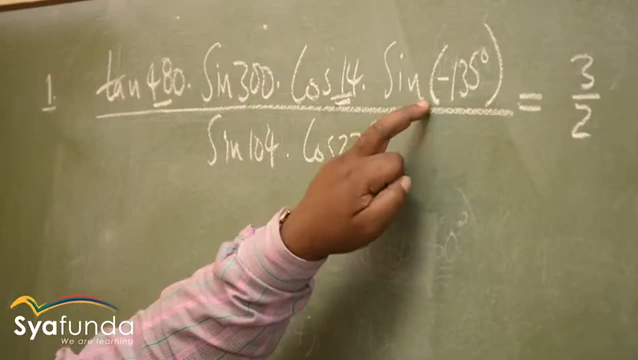 1. tan 480. Sin 300. Cos 14. Sin (-135°) = 3/2
Sin 104. Cos
Syafunda
We are learning